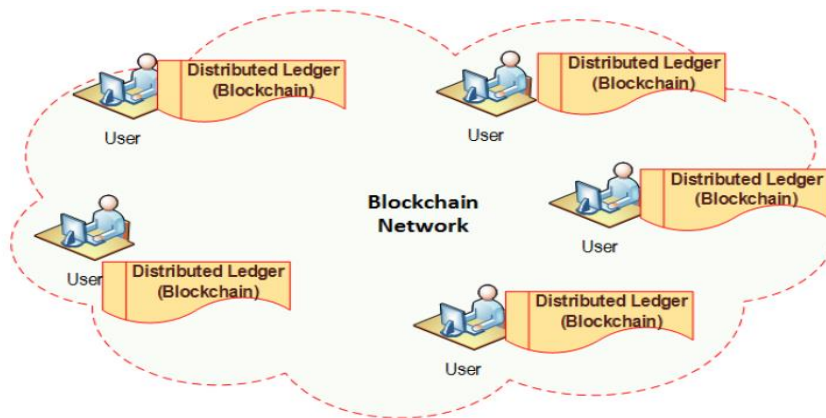 Distributed Ledger
(Blockchain)
User
Distributed Ledger
(Blockchain)
User
Blockchain
Network
Distributed Ledger
(Blockchain)
User
User
Distributed Ledger
(Blockchain)
Distributed Ledger
(Blockchain)
User